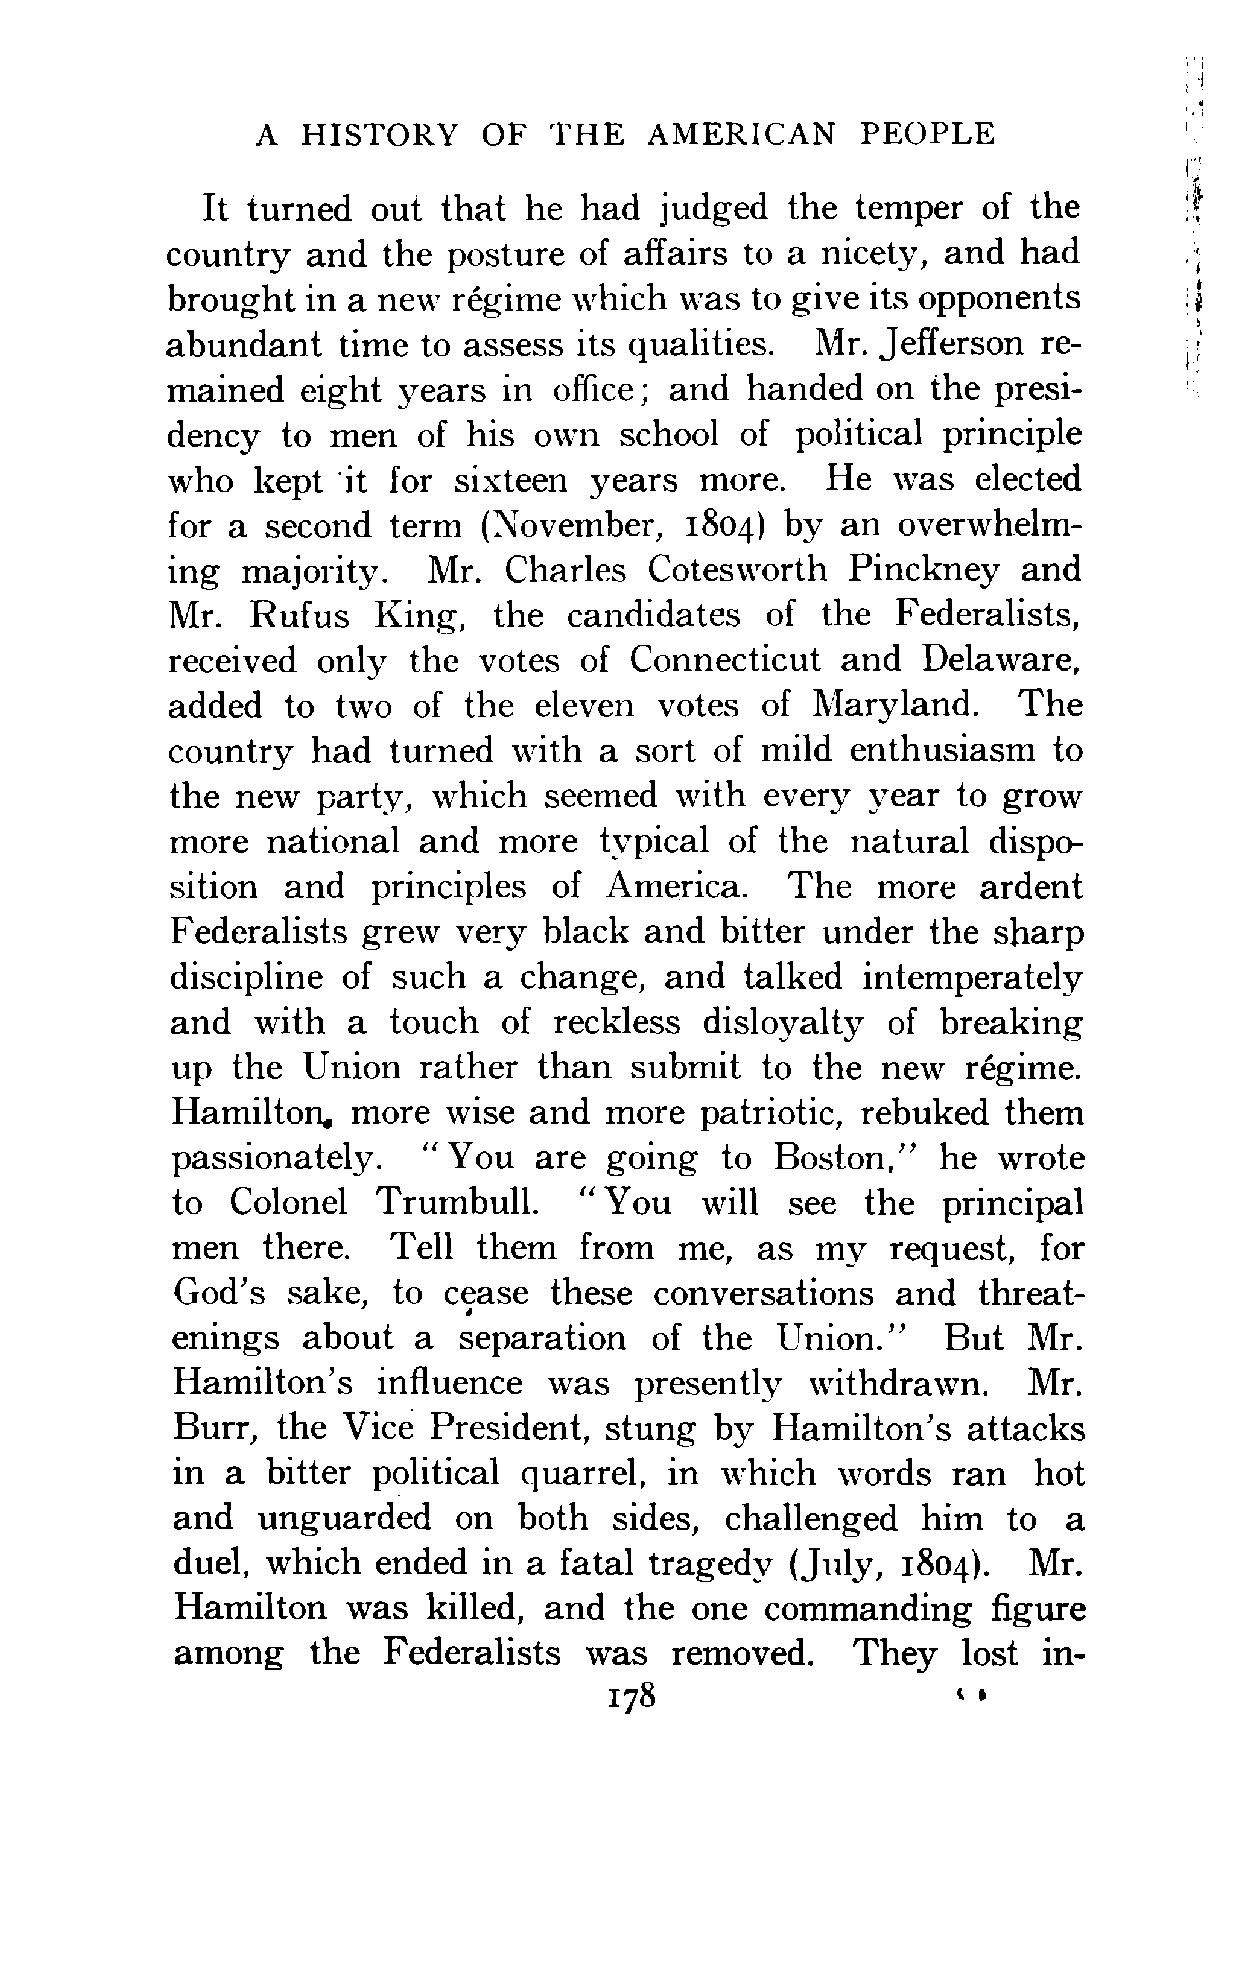 A HISTORY OF THE AMERICAN PEOPLE
It turned out that he had judged the temper of the
country and the posture of affairs to a nicety, and had
brought in a new régime which was to give its opponents
abundant time to assess its qualities. Mr. Jefferson re-
mained eight years in office; and handed on the presi-
dency to men of his own school of political principle
who kept it for sixteen years more. He was elected
for a second term (November, 1804) by an overwhelm-
ing majority. Mr. Charles Cotesworth Pinckney and
Mr. Rufus King, the candidates of the Federalists,
received only the votes of Connecticut and Delaware,
added to two of the eleven votes of Maryland. The
country had turned with a sort of mild enthusiasm to
the new party, which seemed with every year to grow
more national and more typical of the natural dispo-
sition and principles of America. The more ardent
Federalists grew very black and bitter under the sharp
discipline of such a change, and talked intemperately
and with a touch of reckless disloyalty of breaking
up the Union rather than submit to the new régime.
Hamilton, more wise and more patriotic, rebuked them
passionately. "You are going to Boston," he wrote
to Colonel Trumbull. "You will see the principal
men there. Tell them from me, as my request, for
God's sake, to cease these conversations and threat-
enings about a separation of the Union." But Mr.
Hamilton's influence was presently withdrawn. Mr.
Burr, the Vice President, stung by Hamilton's attacks
in a bitter political quarrel, in which words ran hot
and unguarded on both sides, challenged him to a
duel, which ended in a fatal tragedy (July, 1804). Mr.
Hamilton was killed, and the one commanding figure
among the Federalists was removed. They lost in-
178